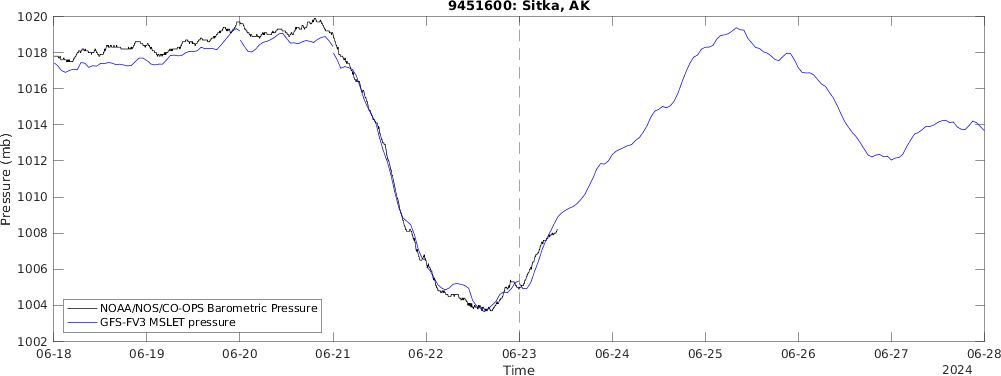 9451600: Sitka, AK
Pressure (mb)
1020
1018
1016
1014
1012
1010
1008
1006
1004
1002
NOAA/NOS/CO-OPS Barometric Pressure
GFS-FV3 MSLET pressure
06-18 06-19 06-20 06-21 06-22 06-23 06-24 06-25 06-26 06-27 06-28
Time
2024